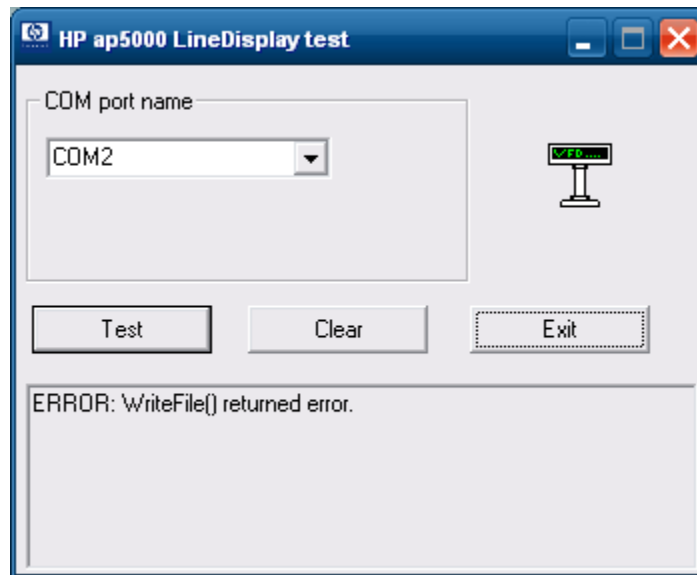 HP ap5000 LineDisplay test
COM port name
COM2
VFD....
Test
Clear
Exit
ERROR: WriteFile() returned error.